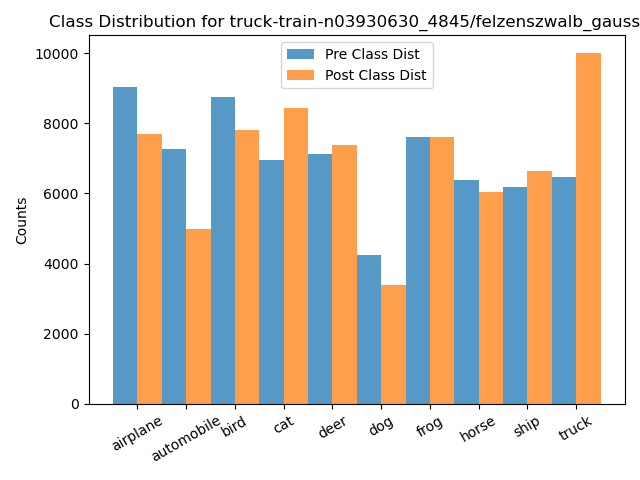 Class Distribution for truck-train-n03930630_4845/felzenszwalb_gauss
Pre Class Dist
Post Class Dist
Counts
10000
8000
6000
4000
2000
0
airplane
automobile
bird
cat
deer
dog
frog
horse
ship
truck